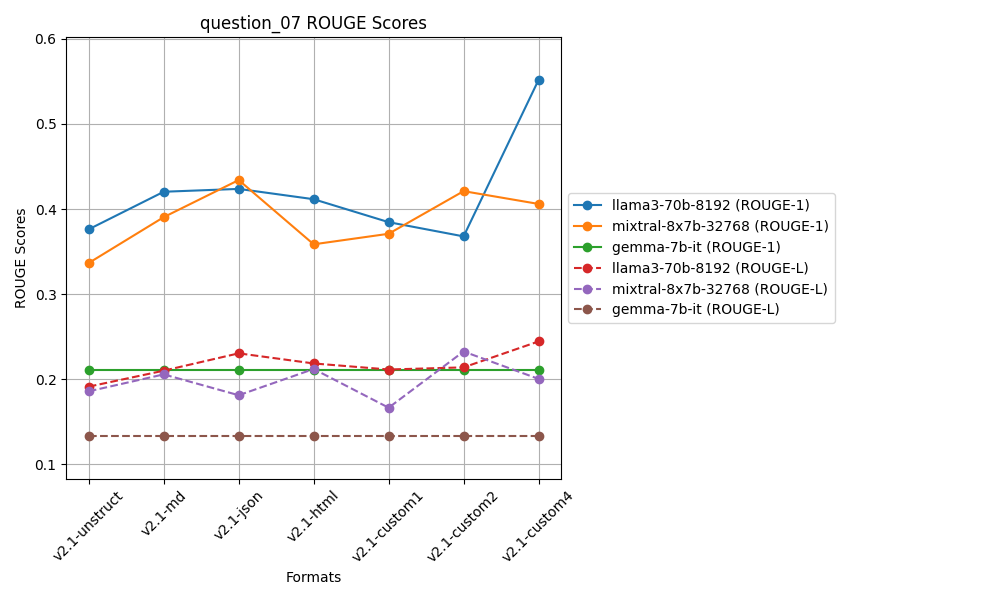 question_07 ROUGE Scores
ROUGE Scores
0.6
0.5
0.4
0.3
0.2
0.1
v2.1-unstruct
v2.1-md
v2.1-json
v2.1-html
v2.1-custom1
v2.1-custom2
v2.1-custom4
Formats
llama3-70b-8192 (ROUGE-1)
mixtral-8x7b-32768 (ROUGE-1)
gemma-7b-it (ROUGE-1)
llama3-70b-8192 (ROUGE-L)
mixtral-8x7b-32768 (ROUGE-L)
gemma-7b-it (ROUGE-L)